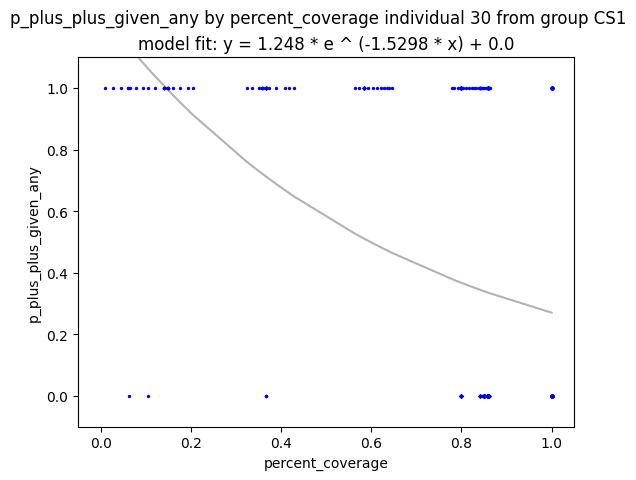 p_plus_plus_given_any by percent_coverage individual 30 from group CS1
model fit: y = 1.248 * e ^ (-1.5298 * x) + 0.0
1.0
0.8
0.6
0.4
0.2
0.0
p_plus_plus_given_any
0.0 0.2 0.4 0.6 0.8 1.0
percent_coverage